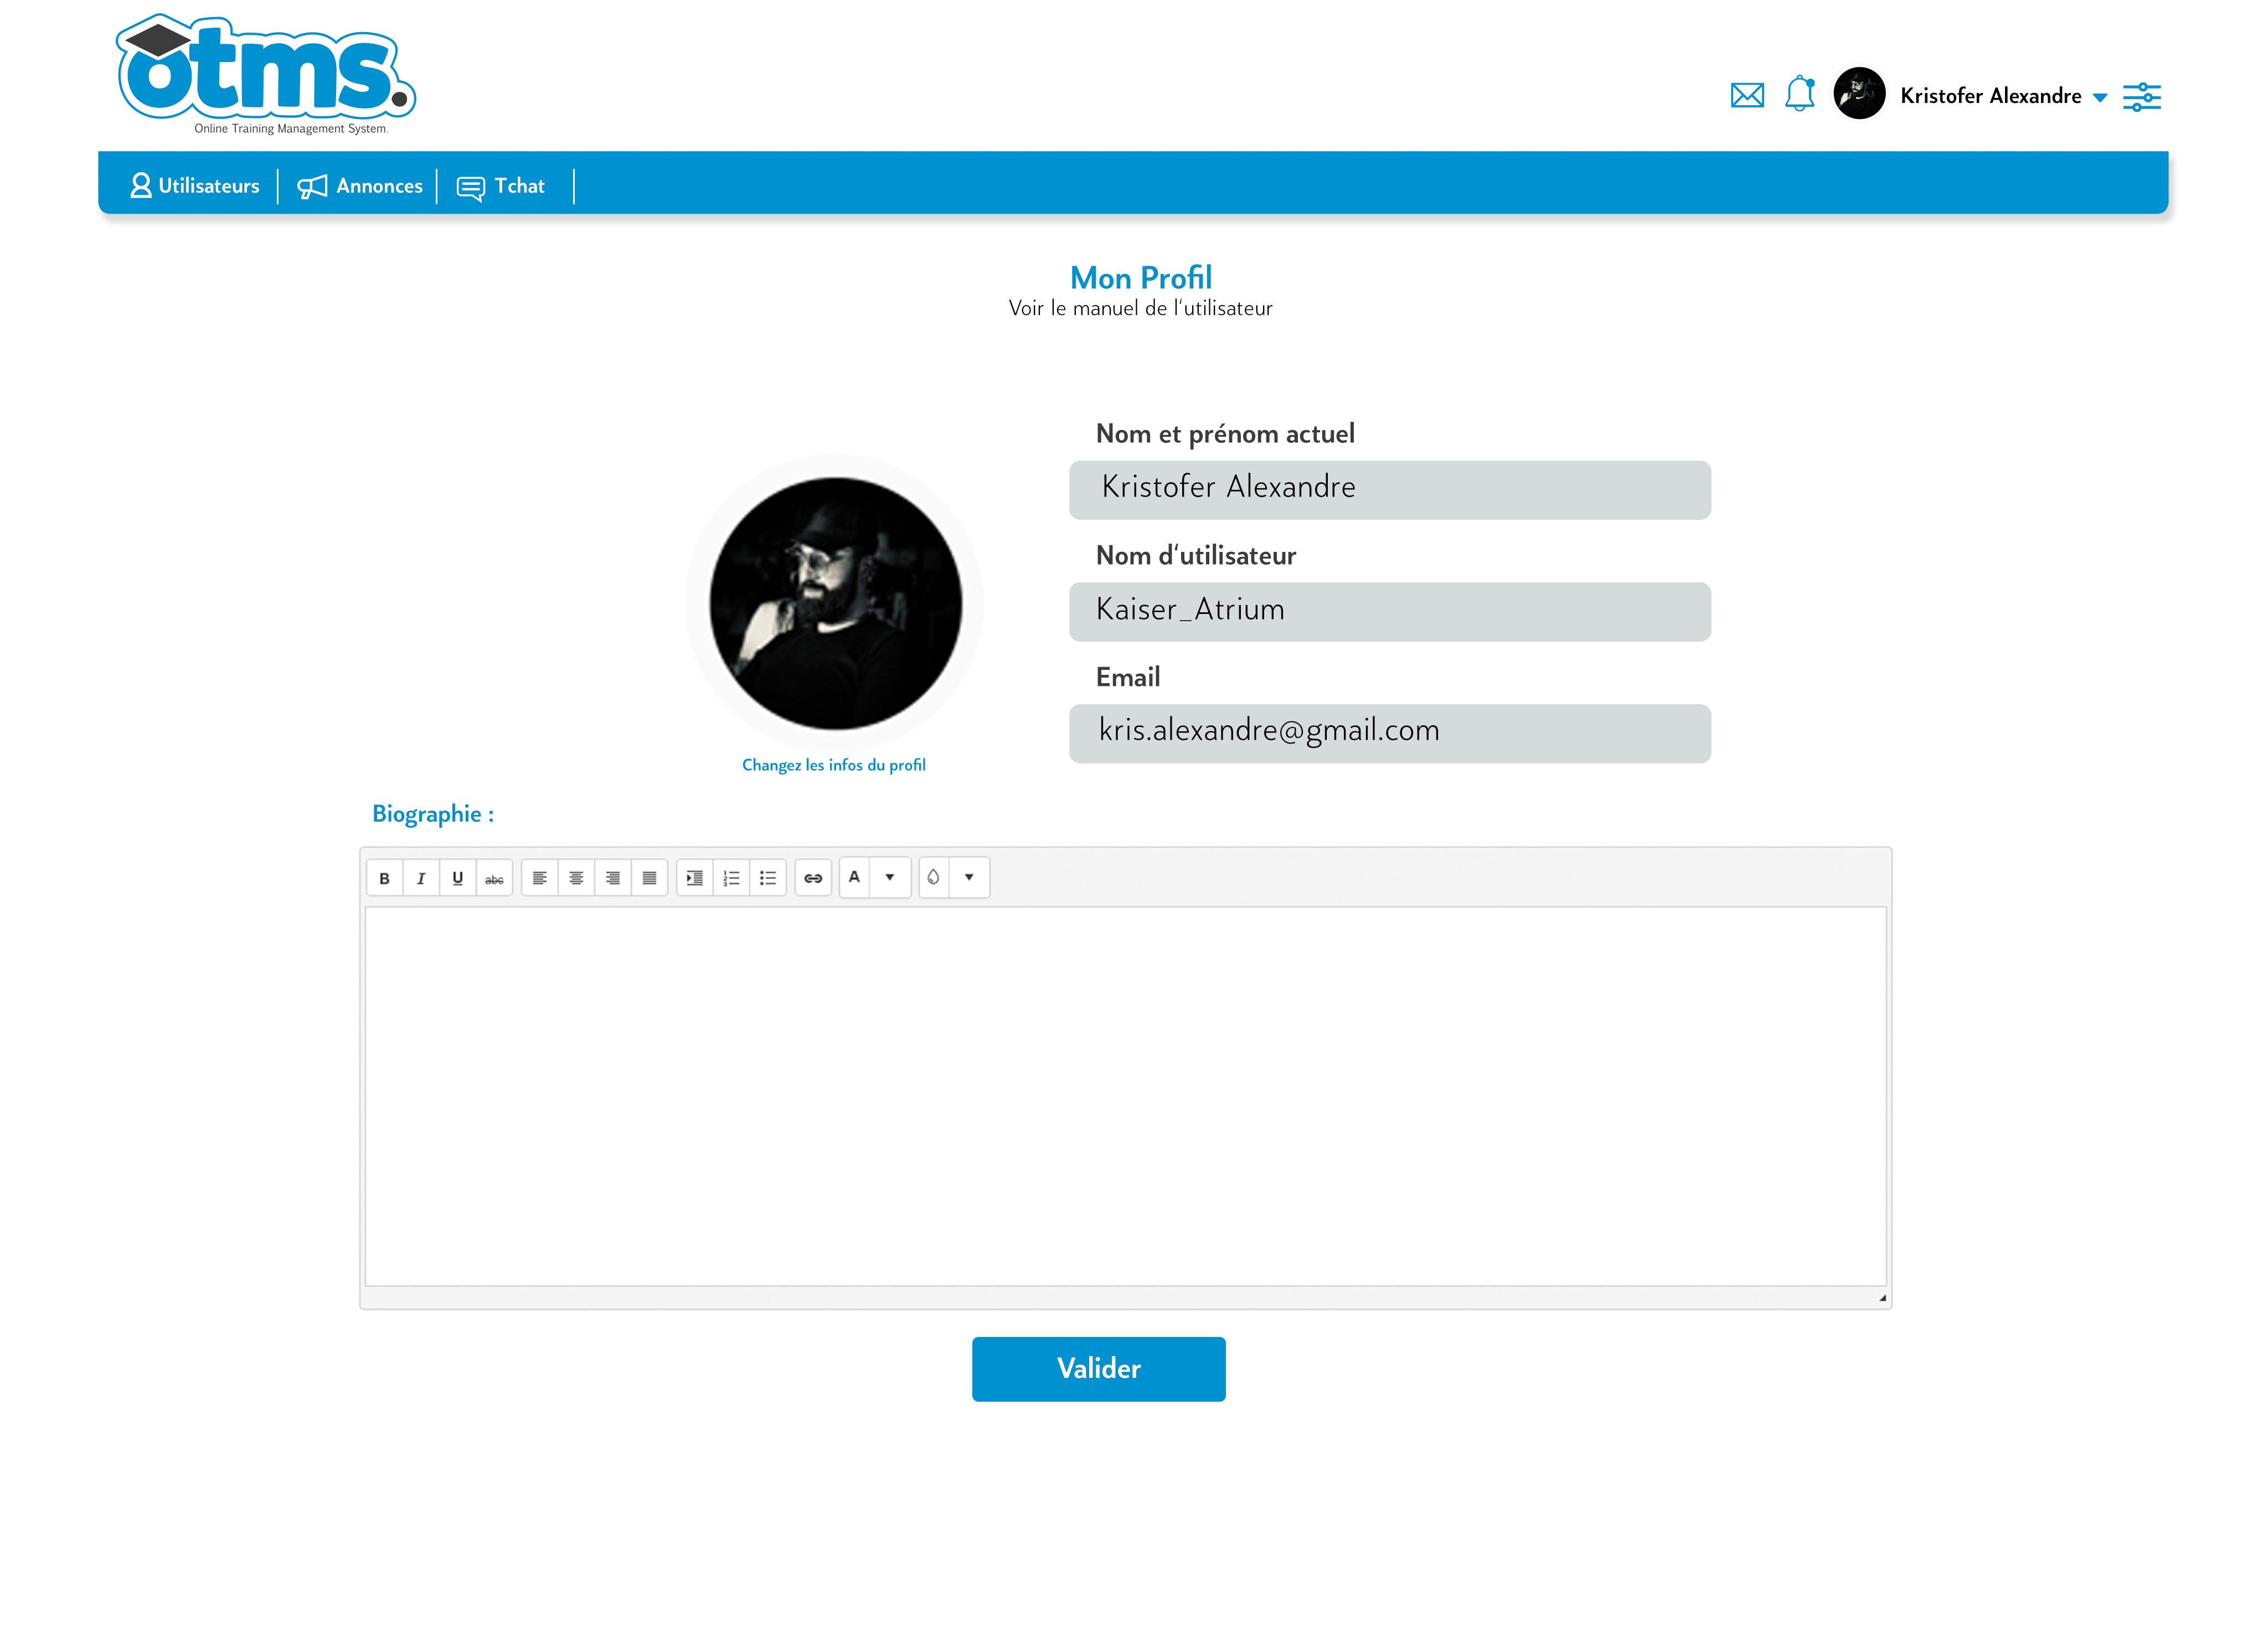 otms.
Online Training Management System.
Kristofer Alexandre
Utilisateurs
Annonces
Tchat
Mon Profil
Voir le manuel de l‘utilisateur
Nom et prénom actuel
Kristofer Alexandre
Nom d‘utilisateur
Kaiser_Atrium
Email
kris.alexandre@gmail.com
Changez les infos du profil
Biographie :
B I U abc A
Valider